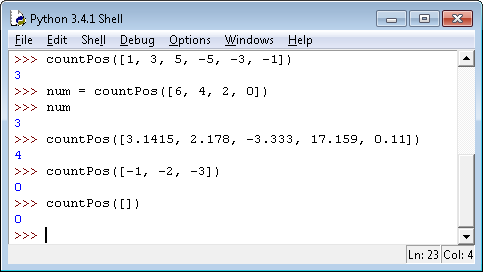 Python 3.4.1 Shell
File Edit Shell Debug Options Windows Help
>>> countPos([1, 3, 5, -5, -3, -1])
3
>>> num = countPos([6, 4, 2, 0])
>>> num
3
>>> countPos([3.1415, 2.178, -3.333, 17.159, 0.11])
4
>>> countPos([-1, -2, -3])
0
>>> countPos([])
0
>>>
Ln: 23 Col: 4